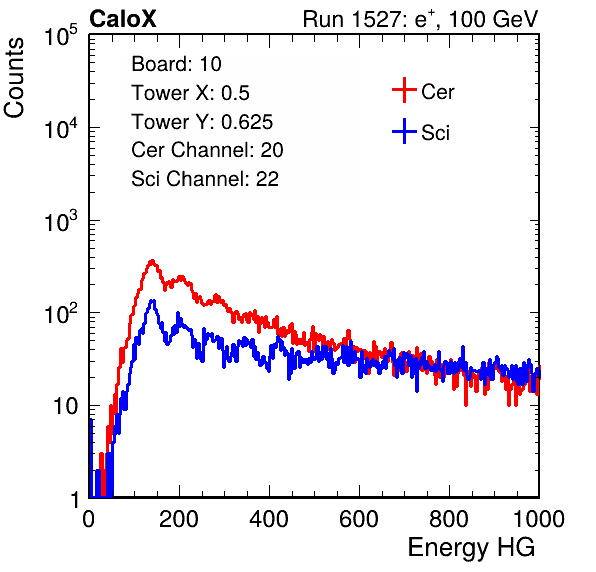 CaloX Run 1527: e⁺, 100 GeV
Board: 10
Tower X: 0.5
Tower Y: 0.625
Cer Channel: 20
Sci Channel: 22
Cer
Sci
Counts
10⁵
10⁴
10³
10²
10
1
0 200 400 600 800 1000
Energy HG